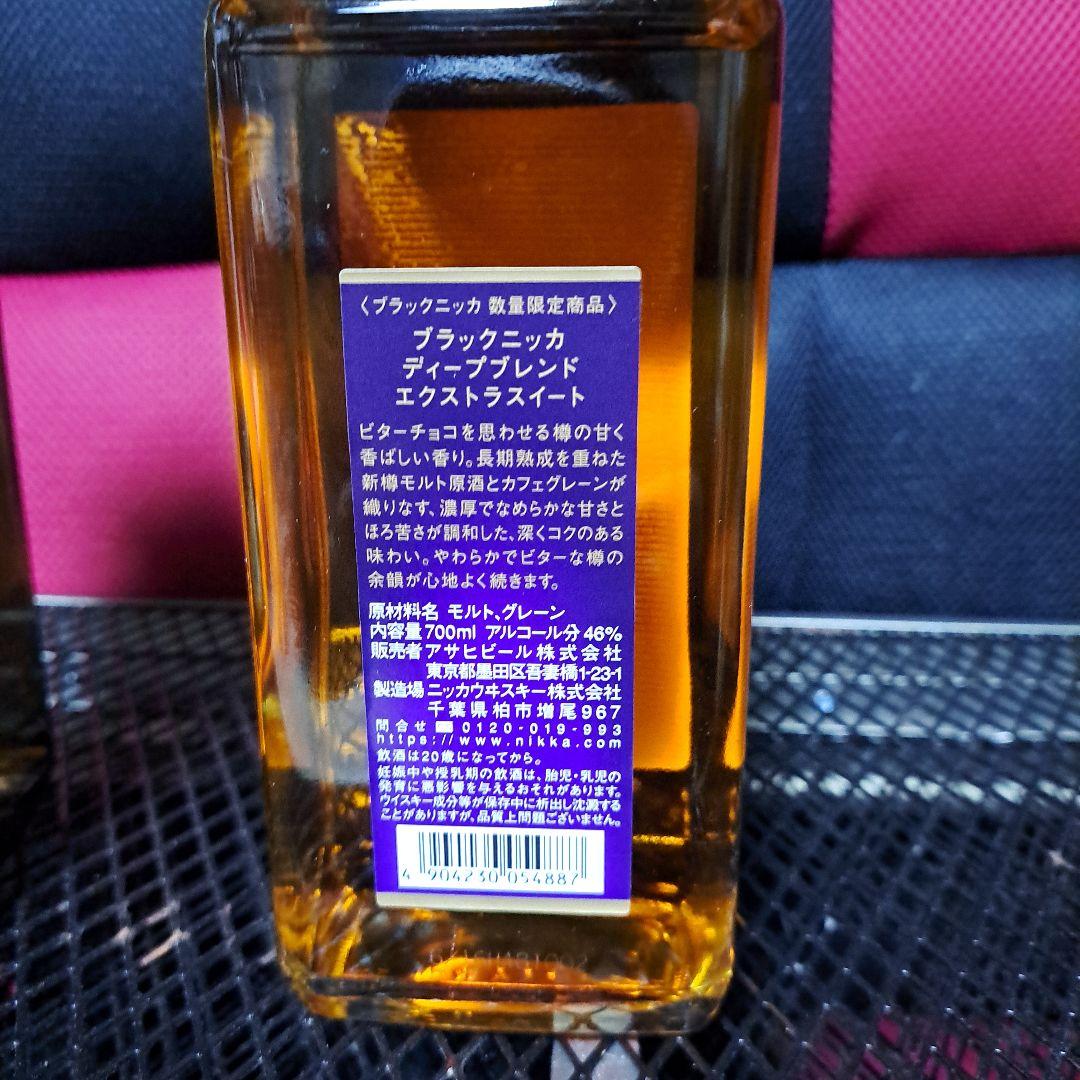 〈ブラックニッカ 数量限定商品〉
ブラックニッカ
ディープブレンド
エクストラスイート
ビターチョコを思わせる樽の甘く
香ばしい香り。長期熟成を重ねた
新樽モルト原酒とカフェグレーンが
織りなす、濃厚でなめらかな甘さと
ほろ苦さが調和した、深くコクのある
味わい。やわらかでビターな樽の
余韻が心地よく続きます。
原材料名 モルト、グレーン
内容量 700ml アルコール分 46%
販売者 アサヒビール株式会社
東京都墨田区吾妻橋1-23-1
製造場 ニッカウヰスキー株式会社
千葉県柏市増尾967
問合せ 0120-019-993
https://www.nikka.com
飲酒は20歳になってから。
妊娠中や授乳期の飲酒は、胎児・乳児の
発育に悪影響を与えるおそれがあります。
ウイスキー成分等が保存中に析出し沈澱する
ことがありますが、品質上問題ございません。
4 904230 054887